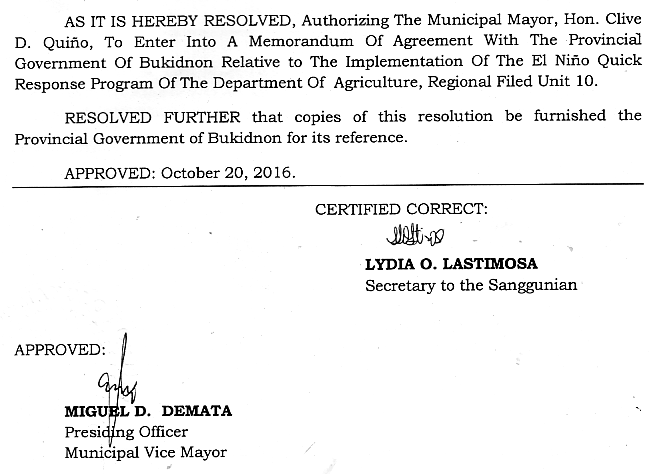 AS IT IS HEREBY RESOLVED, Authorizing The Municipal Mayor, Hon. Clive
D. Quiño, To Enter Into A Memorandum Of Agreement With The Provincial
Government Of Bukidnon Relative to The Implementation Of The El Niño Quick
Response Program Of The Department Of Agriculture, Regional Filed Unit 10.
RESOLVED FURTHER that copies of this resolution be furnished the
Provincial Government of Bukidnon for its reference.
APPROVED: October 20, 2016.
CERTIFIED CORRECT:
LYDIA O. LASTIMOSA
Secretary to the Sanggunian
APPROVED:
MIGUEL D. DEMATA
Presiding Officer
Municipal Vice Mayor